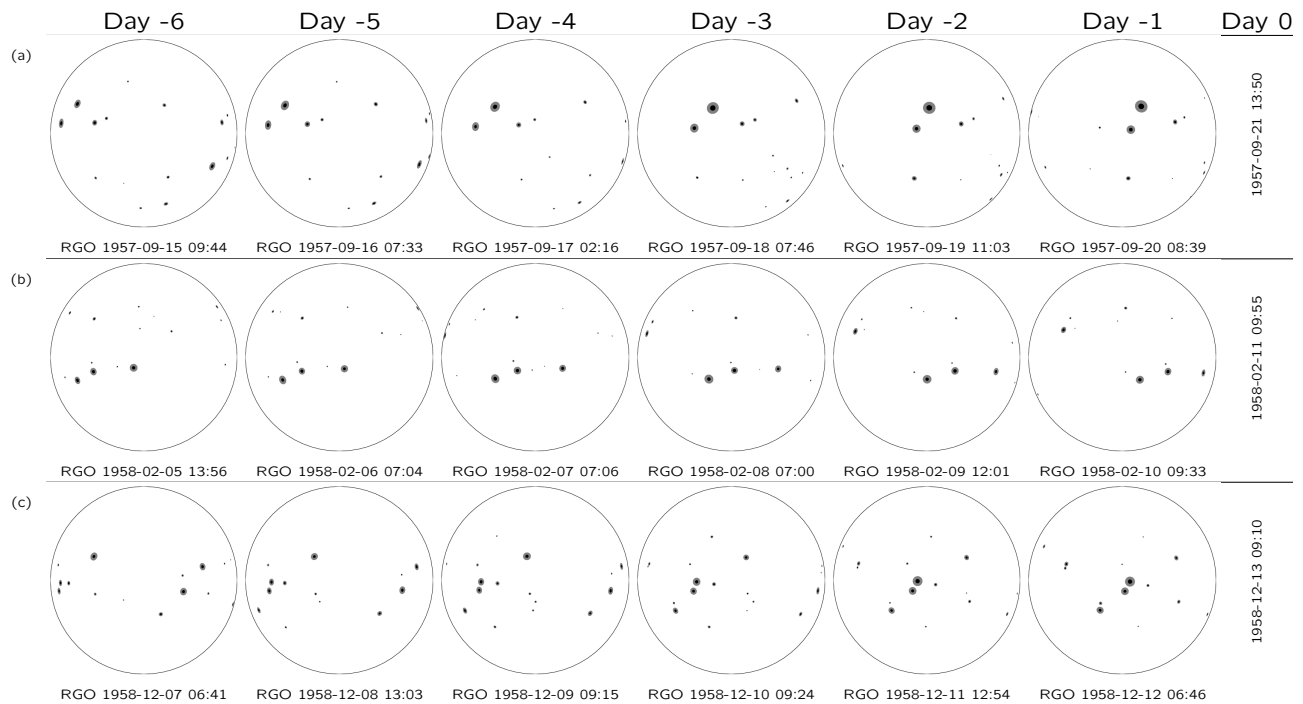 Day -6 Day -5 Day -4 Day -3 Day -2 Day -1 Day 0
(a)
1957-09-21 13:50
RGO 1957-09-15 09:44 RGO 1957-09-16 07:33 RGO 1957-09-17 02:16 RGO 1957-09-18 07:46 RGO 1957-09-19 11:03 RGO 1957-09-20 08:39
(b)
1958-02-11 09:55
RGO 1958-02-05 13:56 RGO 1958-02-06 07:04 RGO 1958-02-07 07:06 RGO 1958-02-08 07:00 RGO 1958-02-09 12:01 RGO 1958-02-10 09:33
(c)
1958-12-13 09:10
RGO 1958-12-07 06:41 RGO 1958-12-08 13:03 RGO 1958-12-09 09:15 RGO 1958-12-10 09:24 RGO 1958-12-11 12:54 RGO 1958-12-12 06:46